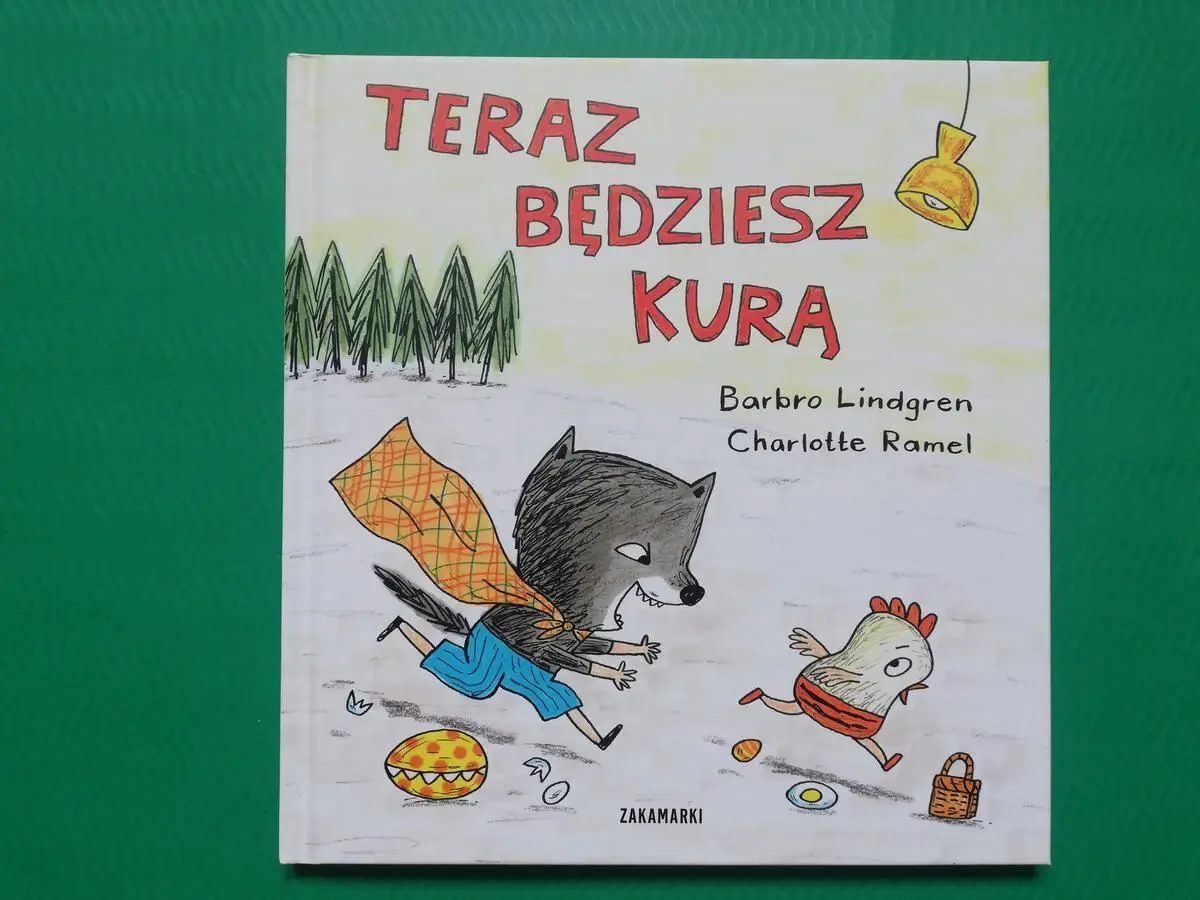 TERAZ
BĘDZIESZ
KURĄ
Barbro Lindgren
Charlotte Ramel
ZAKAMARKI